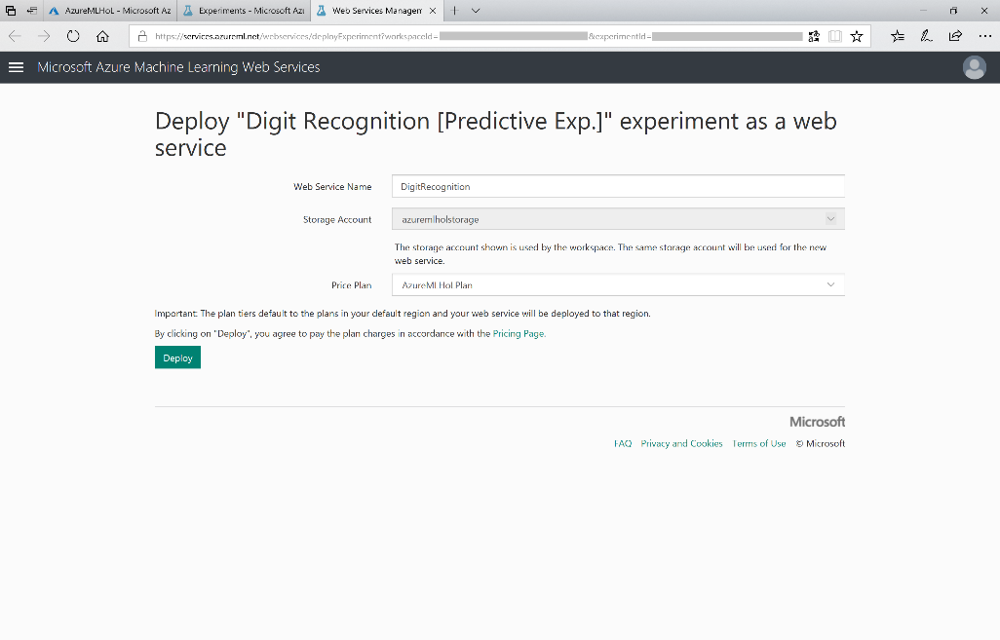 AzureMLHoL - Microsoft Az
Experiments - Microsoft Azu
Web Services Managem
https://services.azureml.net/webservices/deployExperiment?workspaceId=
&experimentId=
Microsoft Azure Machine Learning Web Services
Deploy "Digit Recognition [Predictive Exp.]" experiment as a web
service
Web Service Name
DigitRecognition
Storage Account
azuremlholstorage
The storage account shown is used by the workspace. The same storage account will be used for the new
web service.
Price Plan
AzureMLHolPlan
Important: The plan tiers default to the plans in your default region and your web service will be deployed to that region.
By clicking on "Deploy", you agree to pay the plan charges in accordance with the Pricing Page.
Deploy
Microsoft
FAQ Privacy and Cookies Terms of Use © Microsoft